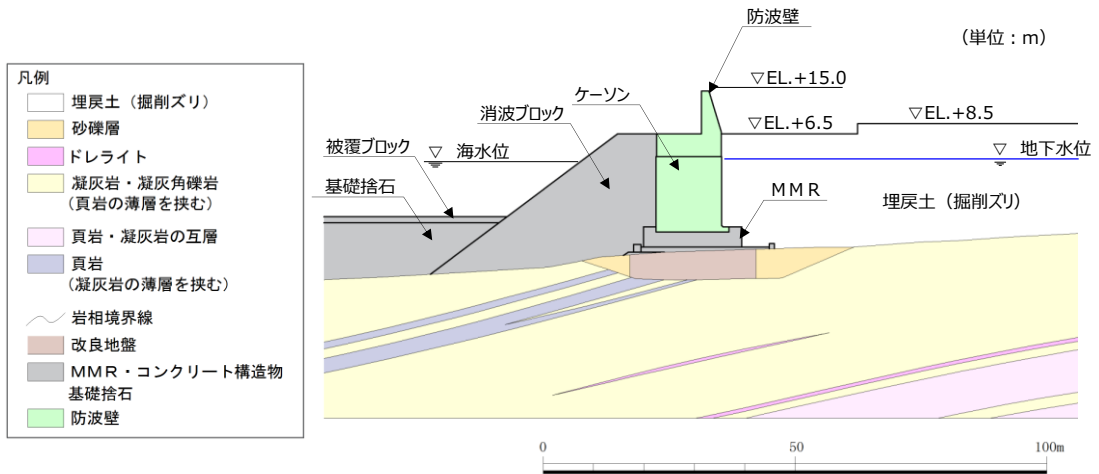 凡例
埋戻土（掘削ズリ）
砂礫層
ドレライト
凝灰岩・凝灰角礫岩
（頁岩の薄層を挟む）
頁岩・凝灰岩の互層
頁岩
（凝灰岩の薄層を挟む）
岩相境界線
改良地盤
ＭＭＲ・コンクリート構造物
基礎捨石
防波壁
防波壁
（単位：m）
▽EL.+15.0
ケーソン
消波ブロック
▽EL.+6.5
▽EL.+8.5
被覆ブロック
▽ 海水位
▽ 地下水位
基礎捨石
ＭＭＲ
埋戻土（掘削ズリ）
0 50 100m